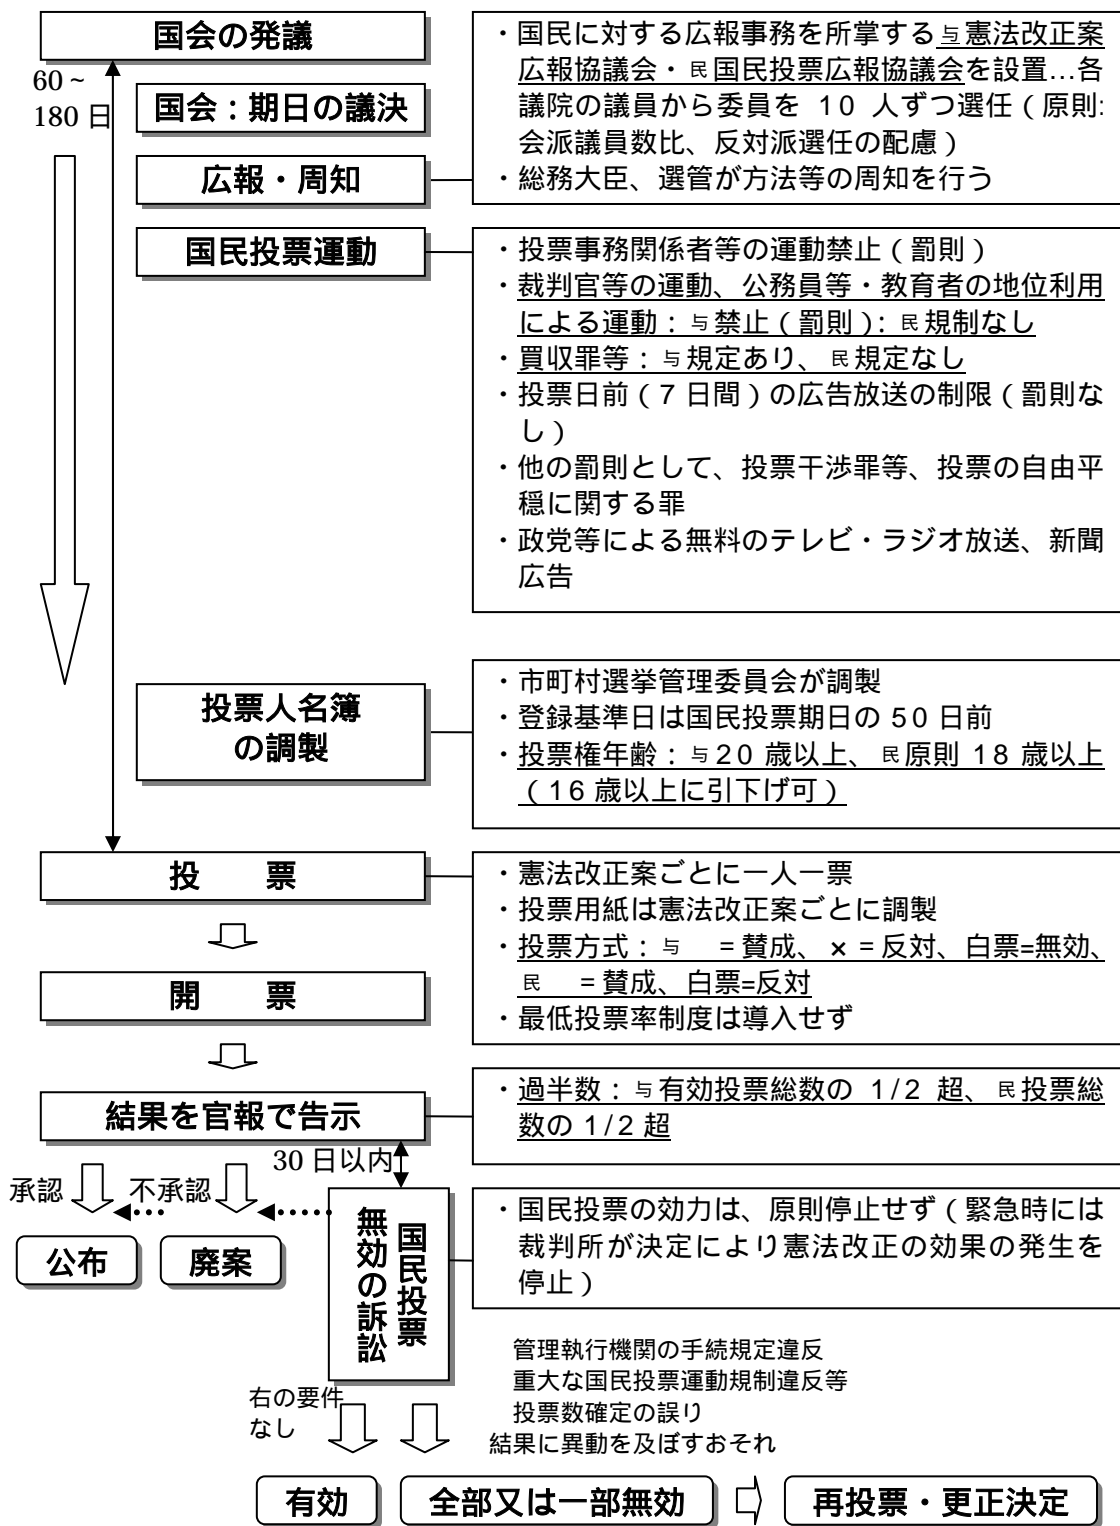 国会の発議
60～
180日
国会：期日の議決
広報・周知
・国民に対する広報事務を所掌する与憲法改正案
広報協議会・民国民投票広報協議会を設置…各
議院の議員から委員を 10 人ずつ選任（原則:
会派議員数比、反対派選任の配慮）
・総務大臣、選管が方法等の周知を行う
国民投票運動
・投票事務関係者等の運動禁止（罰則）
・裁判官等の運動、公務員等・教育者の地位利用
による運動：与禁止（罰則）：民規制なし
・買収罪等：与規定あり、民規定なし
・投票日前（7日間）の広告放送の制限（罰則な
し）
・他の罰則として、投票干渉罪等、投票の自由平
穏に関する罪
・政党等による無料のテレビ・ラジオ放送、新聞
広告
投票人名簿
の調製
・市町村選挙管理委員会が調製
・登録基準日は国民投票期日の 50 日前
・投票権年齢：与20 歳以上、民原則 18 歳以上
（16 歳以上に引下げ可）
投　　票
・憲法改正案ごとに一人一票
・投票用紙は憲法改正案ごとに調製
・投票方式：与　＝賛成、×＝反対、白票=無効、
民　＝賛成、白票=反対
・最低投票率制度は導入せず
開　　票
結果を官報で告示
・過半数：与有効投票総数の 1/2 超、民投票総
数の 1/2 超
30日以内
承認
不承認
公布
廃案
国民投票
無効の訴訟
・国民投票の効力は、原則停止せず（緊急時には
裁判所が決定により憲法改正の効果の発生を
停止）
管理執行機関の手続規定違反
重大な国民投票運動規制違反等
投票数確定の誤り
結果に異動を及ぼすおそれ
右の要件
なし
有効
全部又は一部無効
再投票・更正決定